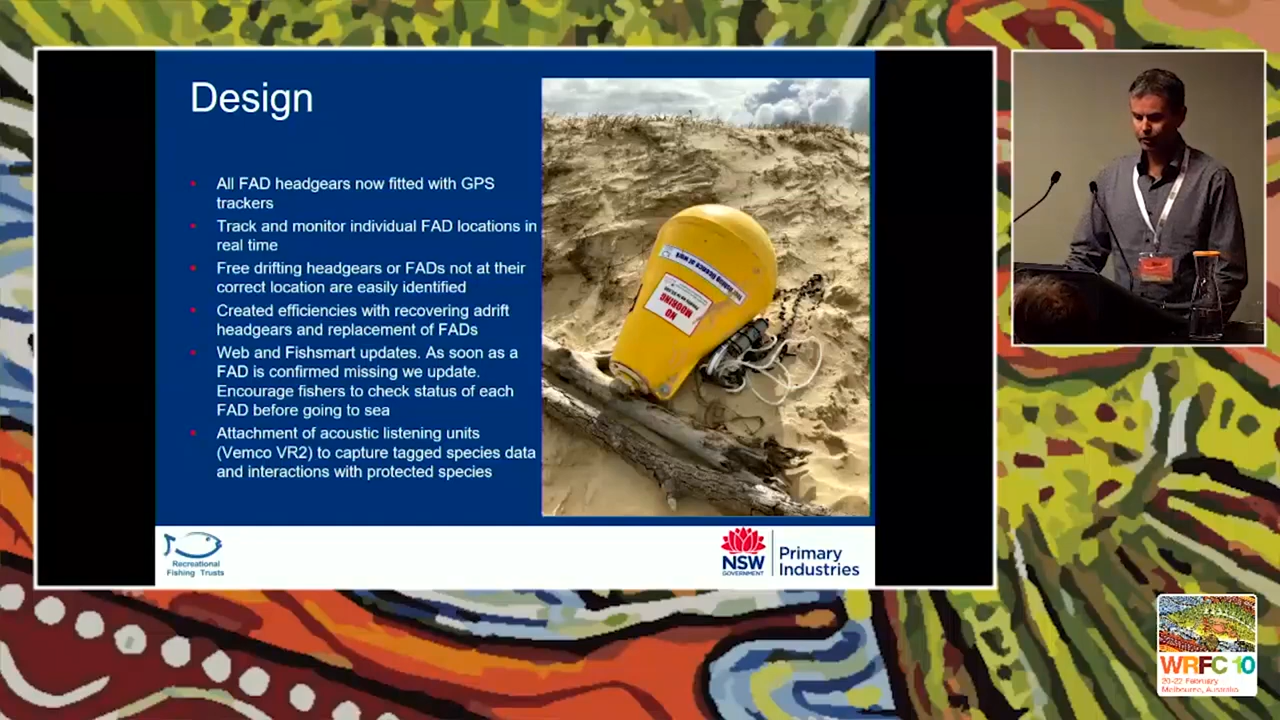 Design
• All FAD headgears now fitted with GPS
trackers
• Track and monitor individual FAD locations in
real time
• Free drifting headgears or FADs not at their
correct location are easily identified
• Created efficiencies with recovering adrift
headgears and replacement of FADs
• Web and Fishsmart updates. As soon as a
FAD is confirmed missing we update.
Encourage fishers to check status of each
FAD before going to sea
• Attachment of acoustic listening units
(Vemco VR2) to capture tagged species data
and interactions with protected species
NO
MOORING
Recreational
Fishing Trusts
NSW
GOVERNMENT
Primary
Industries
WRFC 10
20-22 February
Melbourne, Australia